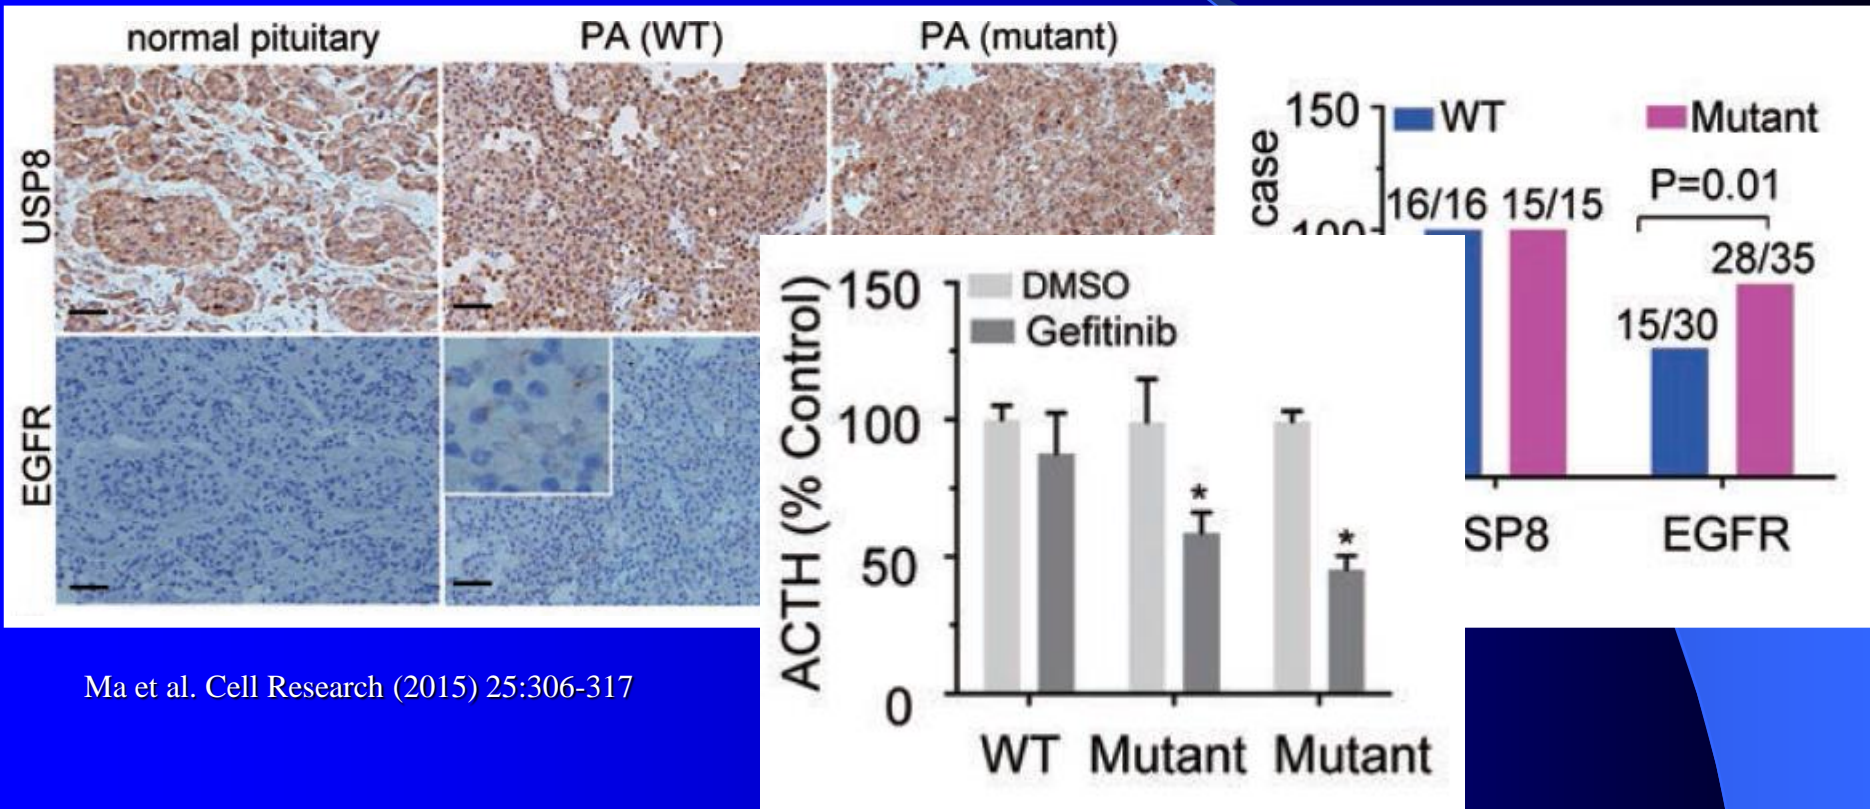 normal pituitary
PA (WT)
PA (mutant)
USP8
EGFR
case
150
WT
Mutant
16/16
15/15
P=0.01
28/35
15/30
SP8
EGFR
ACTH (% Control)
150
100
50
0
DMSO
Gefitinib
*
*
WT
Mutant
Mutant
Ma et al. Cell Research (2015) 25:306-317